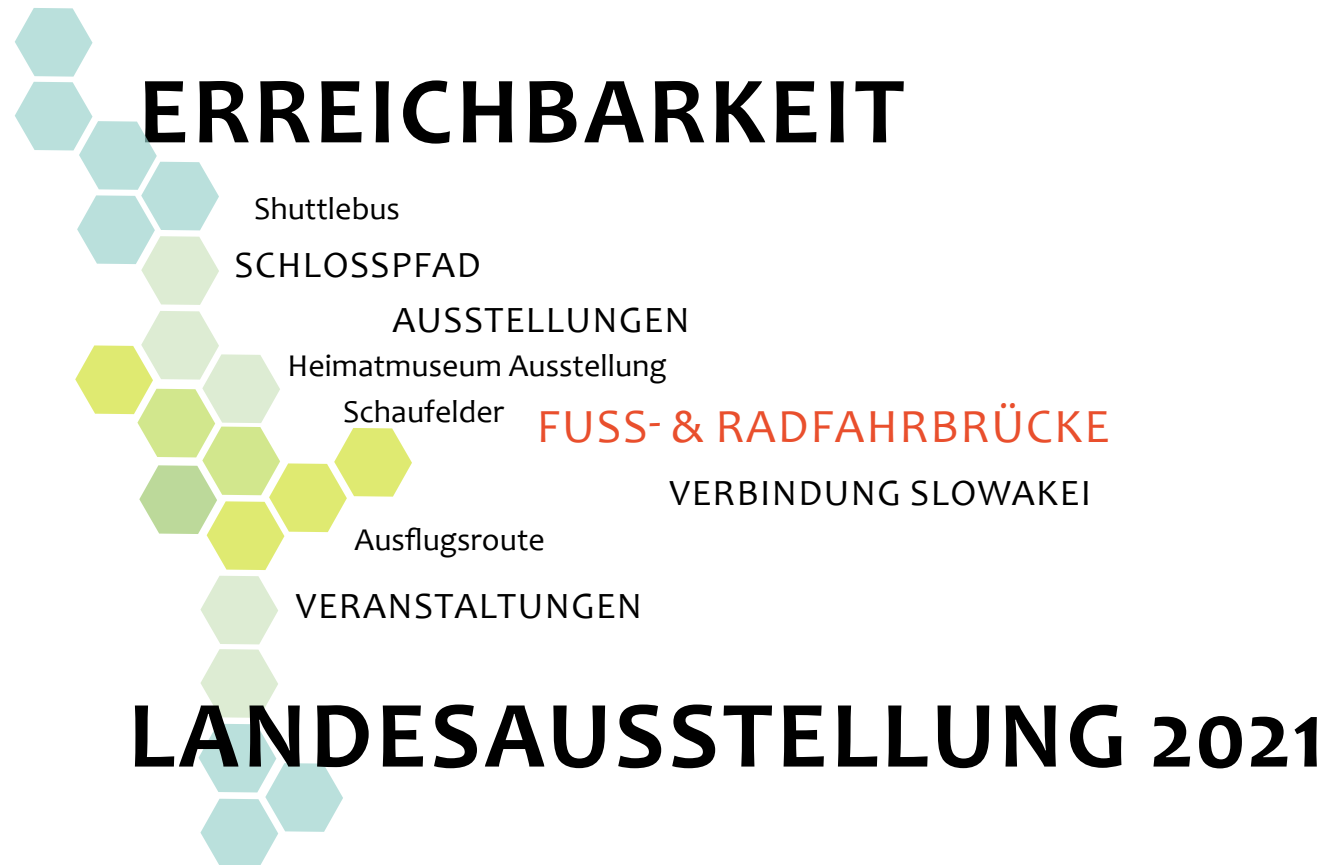 ERREICHBARKEIT
Shuttlebus
SCHLOSSPFAD
AUSSTELLUNGEN
Heimatmuseum Ausstellung
Schaufelder
FUSS- & RADFAHRBRÜCKE
VERBINDUNG SLOWAKEI
Ausflugsroute
VERANSTALTUNGEN
LANDESAUSSTELLUNG 2021